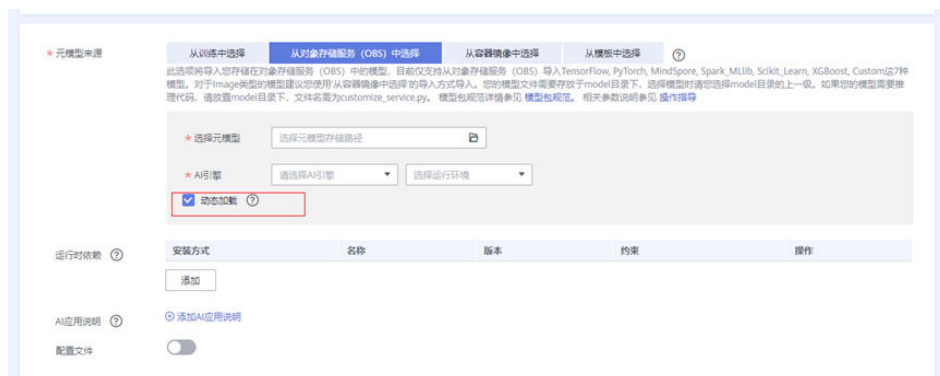 * 元模型来源
从训练中选择 从对象存储服务（OBS）中选择 从容器镜像中选择 从模板中选择 ?
此选项将导入您存储在对象存储服务（OBS）中的模型，目前仅支持从对象存储服务（OBS）导入TensorFlow, PyTorch, MindSpore, Spark_MLlib, Scikit_Learn, XGBoost, Custom这7种
模型。对于Image类型的模型建议您使用'从容器镜像中选择'的导入方式导入。您的模型文件需要存放于model目录下，选择模型时请您选择model目录的上一级。如果您的模型需要推
理代码，请放置model目录下，文件名需为customize_service.py。 模型包规范详情参见 模型包规范。 相关参数说明参见 操作指导
* 选择元模型 选择元模型存储路径
* AI引擎 请选择AI引擎 选择运行环境
动态加载 ?
运行时依赖 ? 安装方式 名称 版本 约束 操作
添加
AI应用说明 ? 添加AI应用说明
配置文件